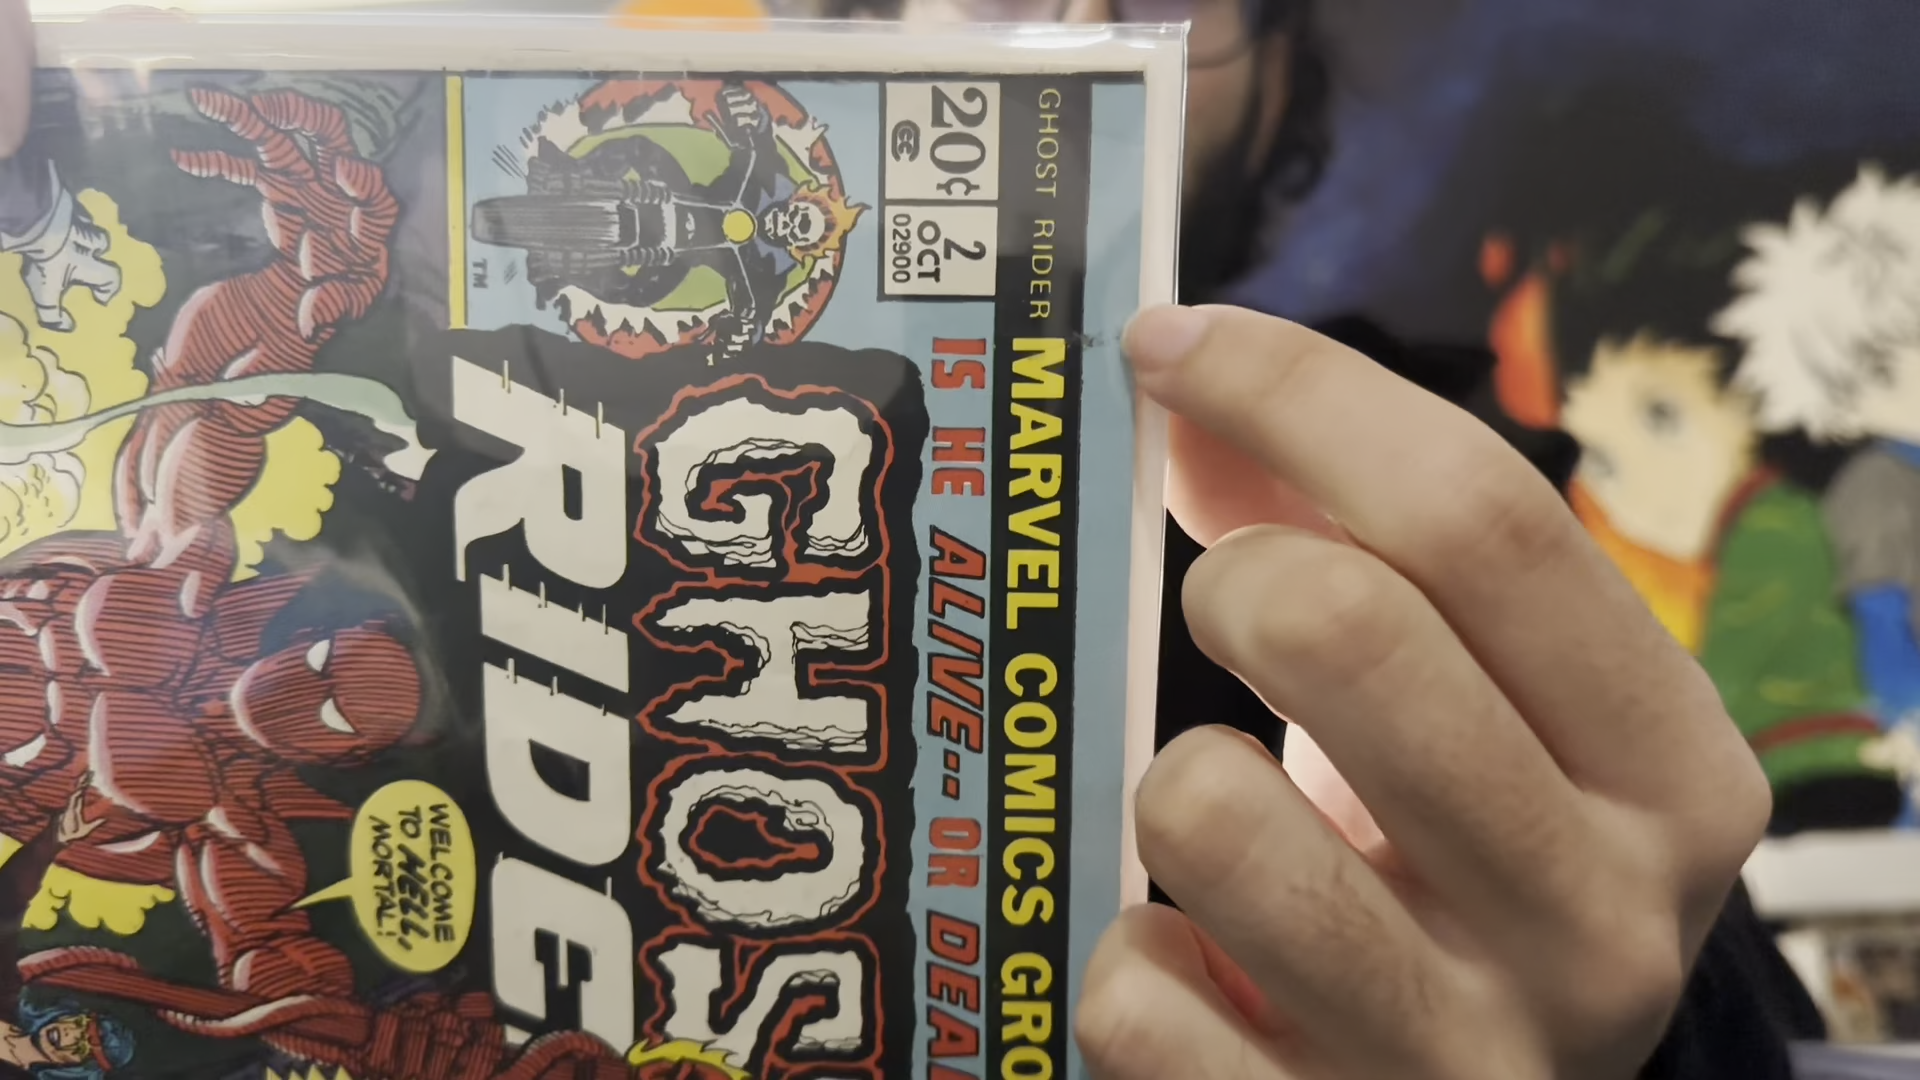 GHOST RIDER MARVEL COMICS GRO
20¢
CC
2
OCT
02900
IS HE ALIVE-- OR DEA
GHOS
RIDE
TM
WELCOME
TO HELL,
MORTAL!